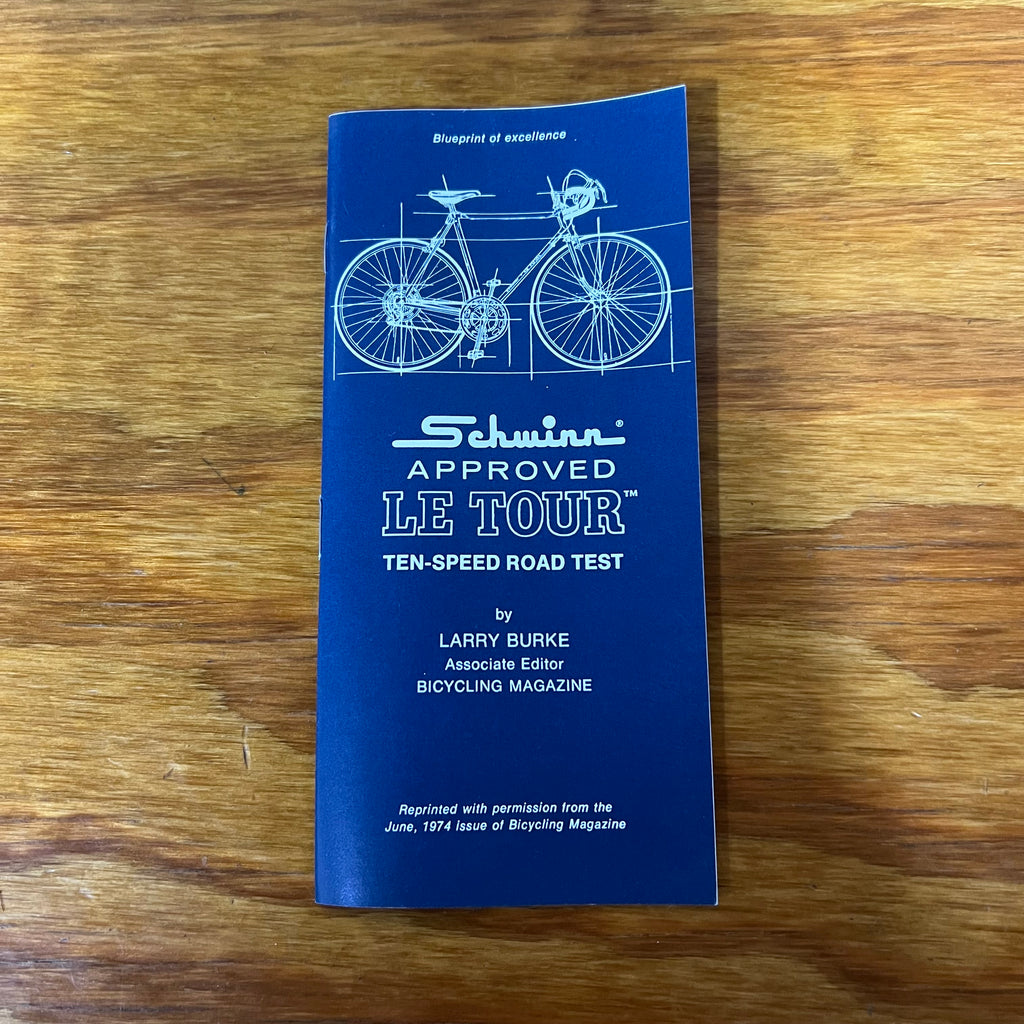 Blueprint of excellence
Schwinn®
APPROVED
LE TOUR™
TEN-SPEED ROAD TEST
by
LARRY BURKE
Associate Editor
BICYCLING MAGAZINE
Reprinted with permission from the
June, 1974 issue of Bicycling Magazine